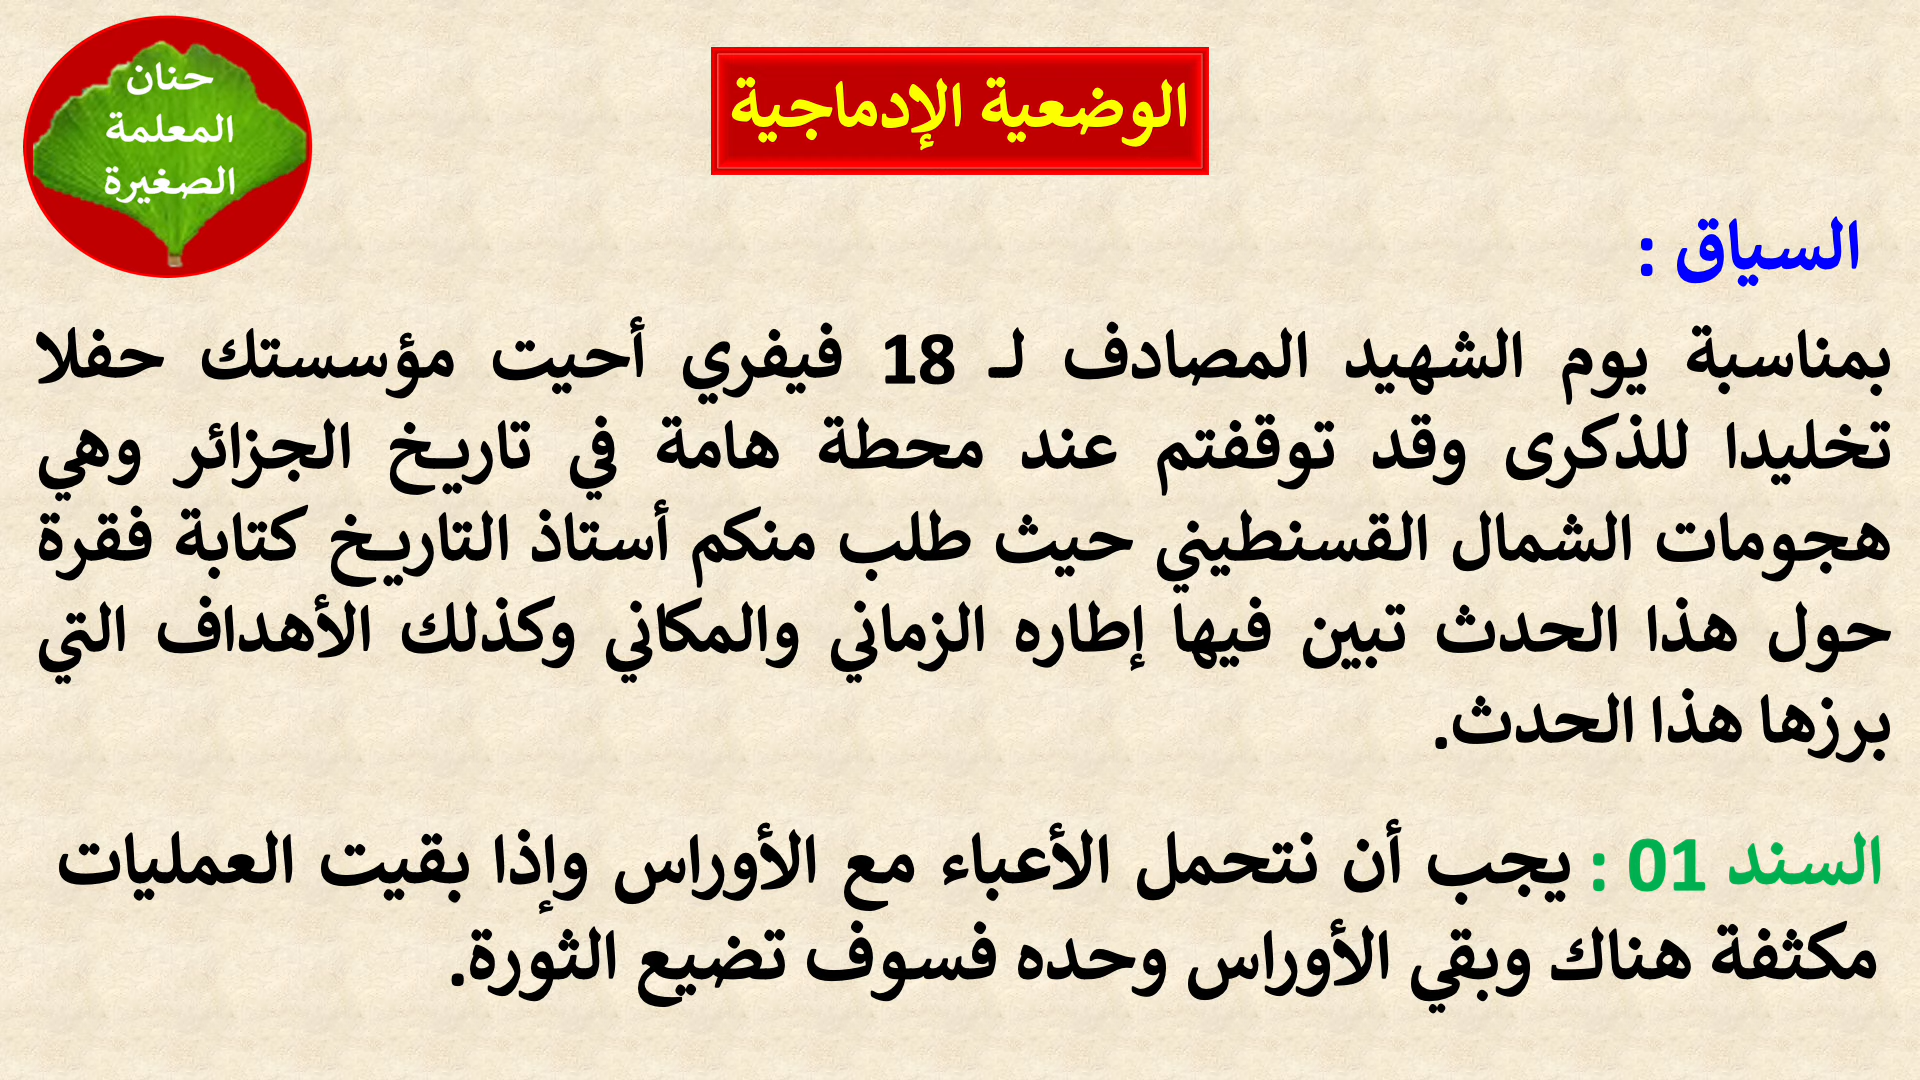 حنان
المعلمة
الصغيرة
الوضعية الإدماجية
السياق :
بمناسبة يوم الشهيد المصادف لـ 18 فيفري أحيت مؤسستك حفلا
تخليدا للذكرى وقد توقفتم عند محطة هامة في تاريخ الجزائر وهي
هجومات الشمال القسنطيني حيث طلب منكم أستاذ التاريخ كتابة فقرة
حول هذا الحدث تبين فيها إطاره الزماني والمكاني وكذلك الأهداف التي
برزها هذا الحدث.
السند 01 : يجب أن نتحمل الأعباء مع الأوراس وإذا بقيت العمليات
مكثفة هناك وبقي الأوراس وحده فسوف تضيع الثورة.